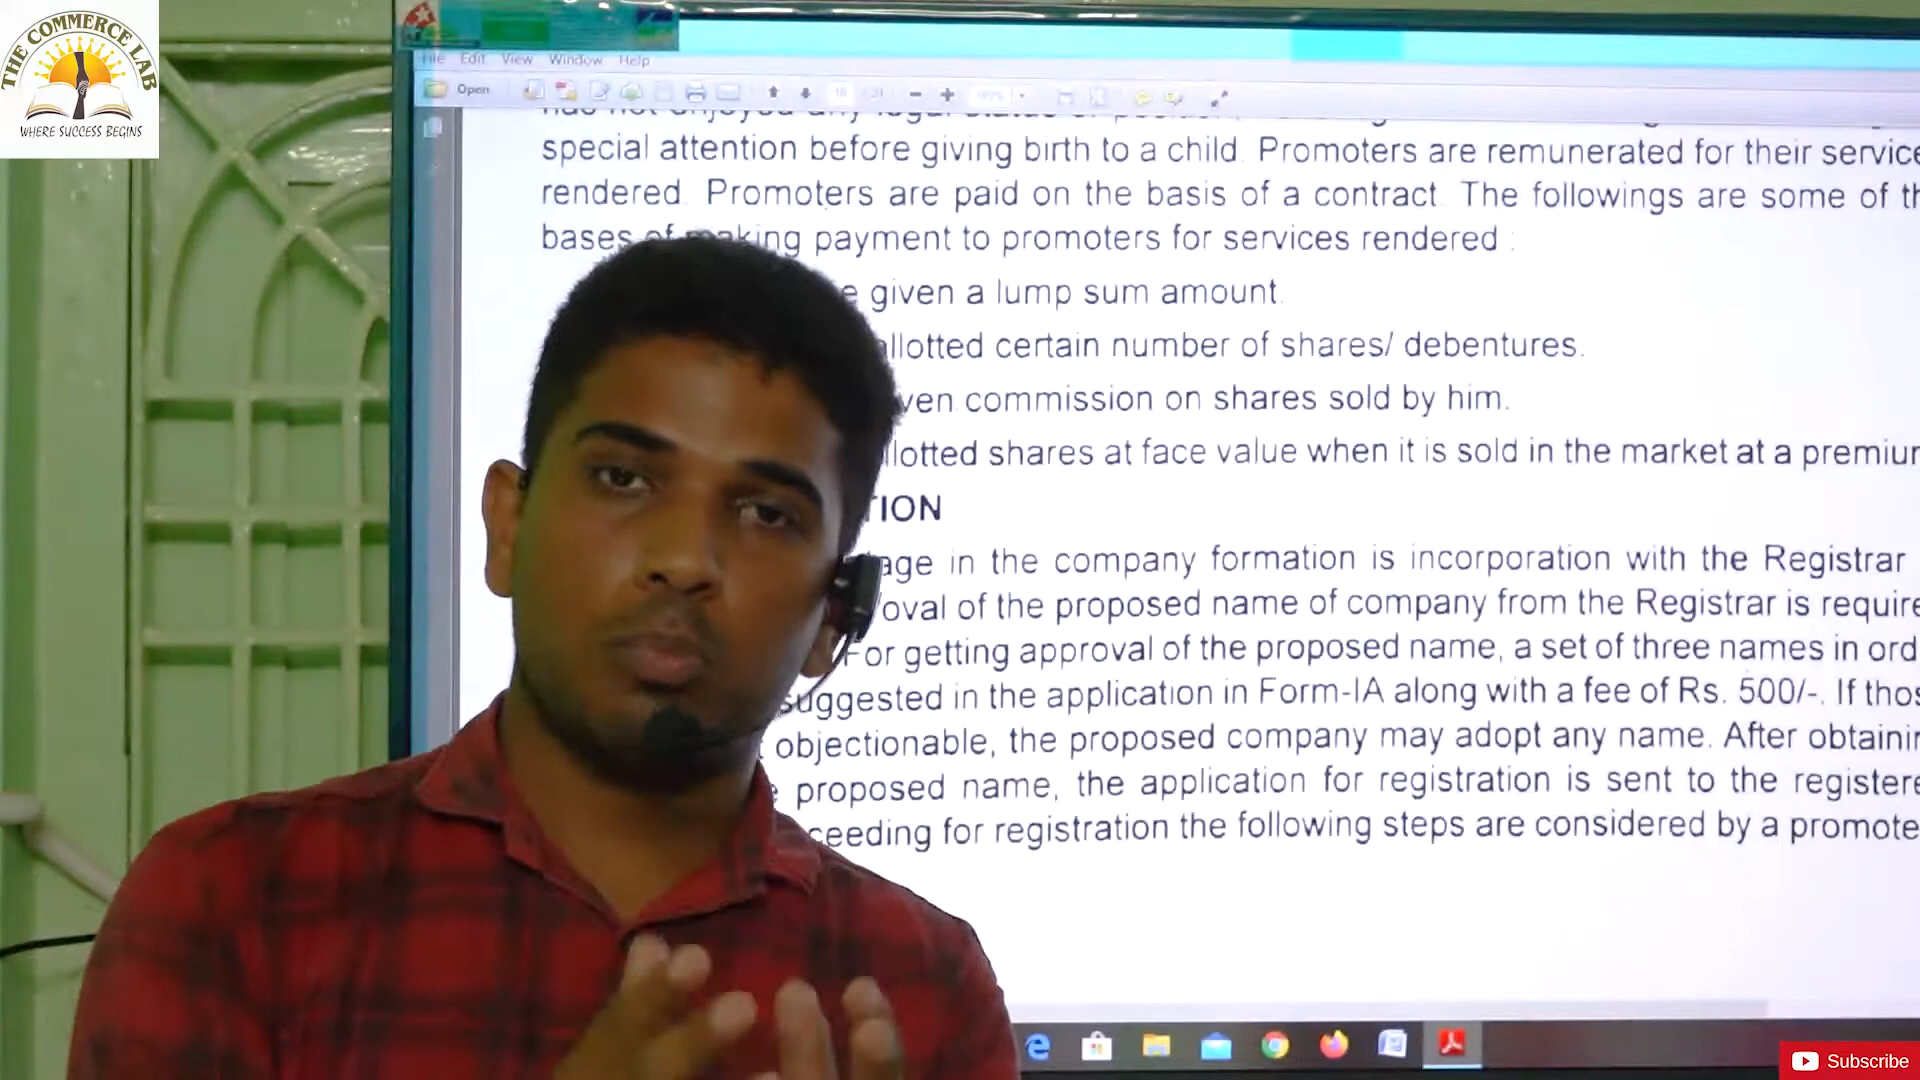 THE COMMERCE LAB
WHERE SUCCESS BEGINS
File Edit View Window Help
Open
special attention before giving birth to a child. Promoters are remunerated for their service
rendered. Promoters are paid on the basis of a contract. The followings are some of th
bases of making payment to promoters for services rendered :
e given a lump sum amount.
llotted certain number of shares/ debentures.
ven commission on shares sold by him.
llotted shares at face value when it is sold in the market at a premium
TION
age in the company formation is incorporation with the Registrar
oval of the proposed name of company from the Registrar is require
For getting approval of the proposed name, a set of three names in ord
suggested in the application in Form-IA along with a fee of Rs. 500/-. If thos
t objectionable, the proposed company may adopt any name. After obtainin
e proposed name, the application for registration is sent to the registere
ceeding for registration the following steps are considered by a promote
Subscribe